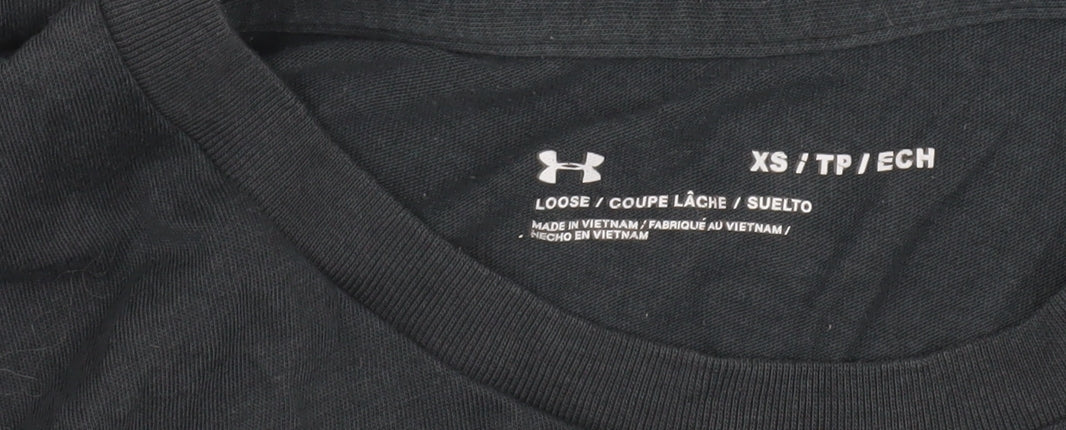 XS / TP / ECH
LOOSE / COUPE LÂCHE / SUELTO
MADE IN VIETNAM / FABRIQUÉ AU VIETNAM /
HECHO EN VIETNAM